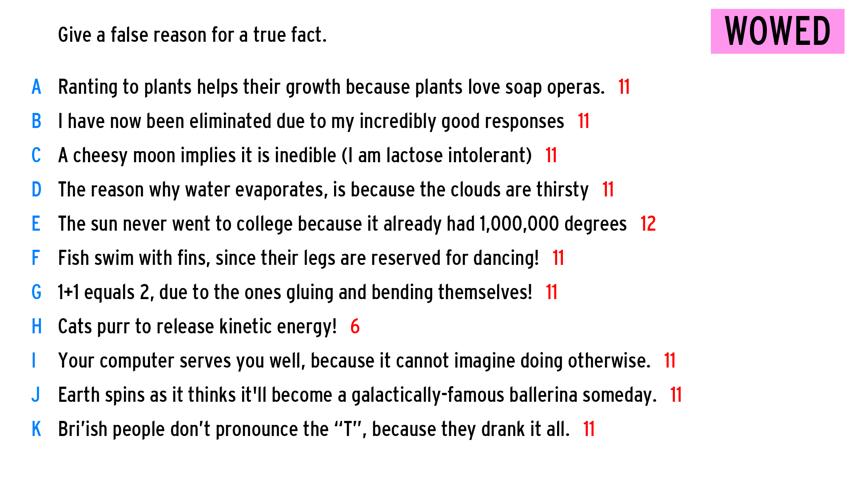 Give a false reason for a true fact.
WOWED
A Ranting to plants helps their growth because plants love soap operas. 11
B I have now been eliminated due to my incredibly good responses 11
C A cheesy moon implies it is inedible (I am lactose intolerant) 11
D The reason why water evaporates, is because the clouds are thirsty 11
E The sun never went to college because it already had 1,000,000 degrees 12
F Fish swim with fins, since their legs are reserved for dancing! 11
G 1+1 equals 2, due to the ones gluing and bending themselves! 11
H Cats purr to release kinetic energy! 6
I Your computer serves you well, because it cannot imagine doing otherwise. 11
J Earth spins as it thinks it'll become a galactically-famous ballerina someday. 11
K Bri’ish people don’t pronounce the “T”, because they drank it all. 11